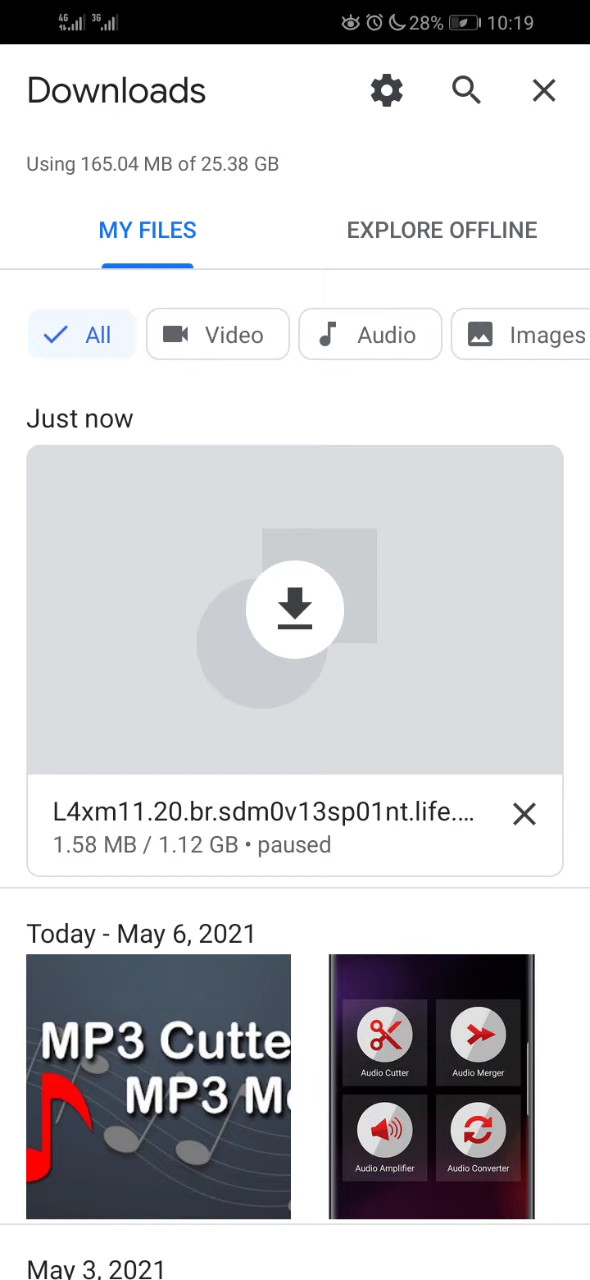 4G 3G 28% 10:19
Downloads
Using 165.04 MB of 25.38 GB
MY FILES EXPLORE OFFLINE
All Video Audio Images
Just now
L4xm11.20.br.sdm0v13sp01nt.life....
1.58 MB / 1.12 GB • paused
Today - May 6, 2021
MP3 Cutte
MP3 M
Audio Cutter Audio Merger
Audio Amplifier Audio Converter
May 3, 2021